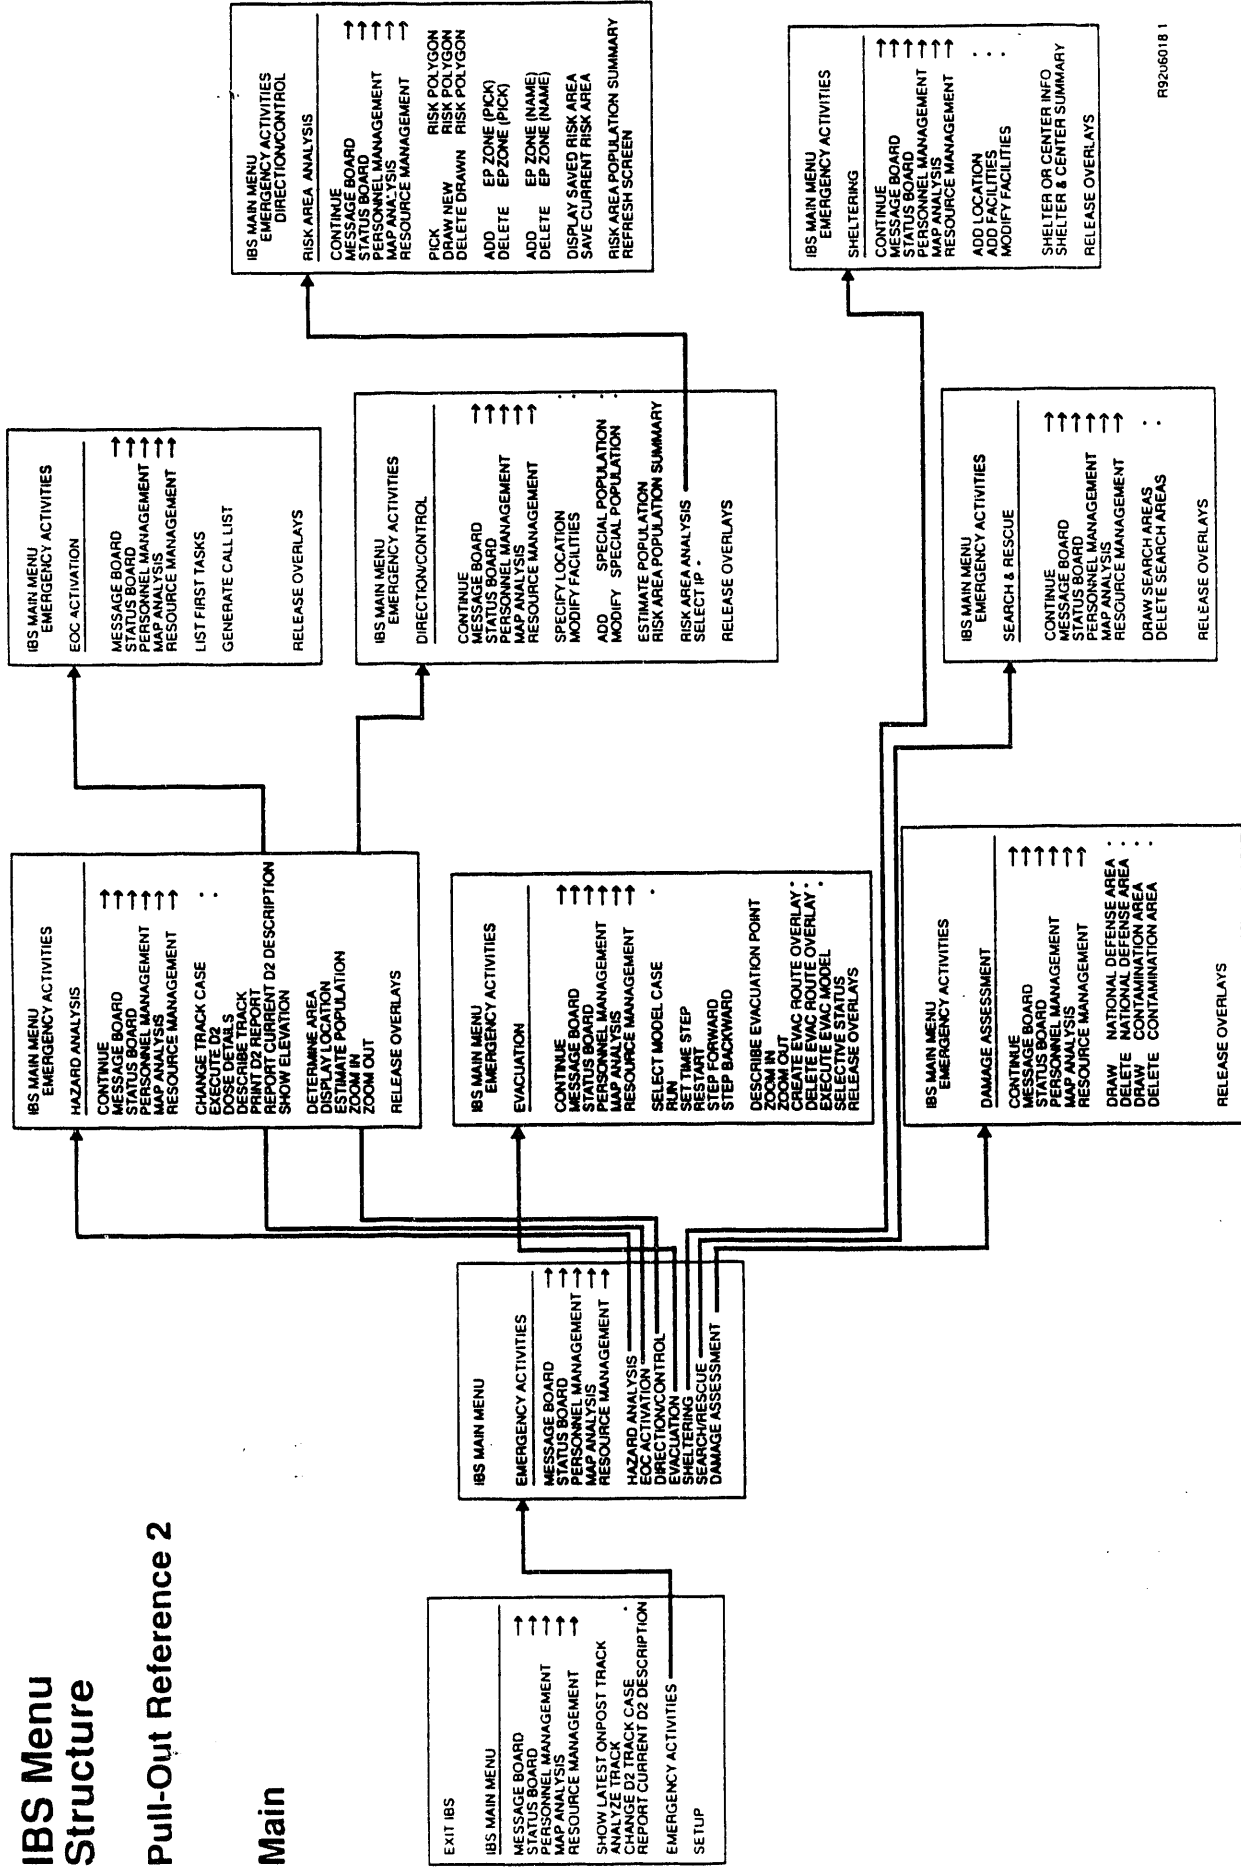 IBS Menu
Structure
Pull-Out Reference 2
Main
EXIT IBS
IBS MAIN MENU
MESSAGE BOARD →
STATUS BOARD →
PERSONNEL MANAGEMENT →
MAP ANALYSIS →
RESOURCE MANAGEMENT →
SHOW LATEST ONPOST TRACK
ANALYZE TRACK
CHANGE D2 TRACK CASE
REPORT CURRENT D2 DESCRIPTION
EMERGENCY ACTIVITIES
SETUP
IBS MAIN MENU
EMERGENCY ACTIVITIES
MESSAGE BOARD →
STATUS BOARD →
PERSONNEL MANAGEMENT →
MAP ANALYSIS →
RESOURCE MANAGEMENT →
HAZARD ANALYSIS
EOC ACTIVATION
DIRECTION/CONTROL
EVACUATION
SHELTERING
SEARCH/RESCUE
DAMAGE ASSESSMENT
IBS MAIN MENU
EMERGENCY ACTIVITIES
HAZARD ANALYSIS
CONTINUE →
MESSAGE BOARD →
STATUS BOARD →
PERSONNEL MANAGEMENT →
MAP ANALYSIS →
RESOURCE MANAGEMENT →
CHANGE TRACK CASE
EXECUTE D2
DOSE DETAILS
DESCRIBE TRACK
PRINT D2 REPORT
REPORT CURRENT D2 DESCRIPTION
SHOW ELEVATION
DETERMINE AREA
DISPLAY LOCATION
ESTIMATE POPULATION
ZOOM IN
ZOOM OUT
RELEASE OVERLAYS
IBS MAIN MENU
EMERGENCY ACTIVITIES
EVACUATION
CONTINUE →
MESSAGE BOARD →
STATUS BOARD →
PERSONNEL MANAGEMENT →
MAP ANALYSIS →
RESOURCE MANAGEMENT →
SELECT MODEL CASE
RUN
SET TIME STEP
RESTART
STEP FORWARD
STEP BACKWARD
DESCRIBE EVACUATION POINT
ZOOM IN
ZOOM OUT
CREATE EVAC ROUTE OVERLAY
DELETE EVAC ROUTE OVERLAY
EXECUTE EVAC MODEL
SELECTIVE STATUS
RELEASE OVERLAYS
IBS MAIN MENU
EMERGENCY ACTIVITIES
DAMAGE ASSESSMENT
CONTINUE →
MESSAGE BOARD →
STATUS BOARD →
PERSONNEL MANAGEMENT →
MAP ANALYSIS →
RESOURCE MANAGEMENT →
DRAW NATIONAL DEFENSE AREA
DELETE NATIONAL DEFENSE AREA
DRAW CONTAMINATION AREA
DELETE CONTAMINATION AREA
RELEASE OVERLAYS
IBS MAIN MENU
EMERGENCY ACTIVITIES
EOC ACTIVATION
MESSAGE BOARD →
STATUS BOARD →
PERSONNEL MANAGEMENT →
MAP ANALYSIS →
RESOURCE MANAGEMENT →
LIST FIRST TASKS
GENERATE CALL LIST
RELEASE OVERLAYS
IBS MAIN MENU
EMERGENCY ACTIVITIES
DIRECTION/CONTROL
CONTINUE →
MESSAGE BOARD →
STATUS BOARD →
PERSONNEL MANAGEMENT →
MAP ANALYSIS →
RESOURCE MANAGEMENT
SPECIFY LOCATION
MODIFY FACILITIES
ADD SPECIAL POPULATION
MODIFY SPECIAL POPULATION
ESTIMATE POPULATION
RISK AREA POPULATION SUMMARY
RISK AREA ANALYSIS
SELECT IP -
RELEASE OVERLAYS
IBS MAIN MENU
EMERGENCY ACTIVITIES
SEARCH & RESCUE
CONTINUE →
MESSAGE BOARD →
STATUS BOARD →
PERSONNEL MANAGEMENT →
MAP ANALYSIS →
RESOURCE MANAGEMENT →
DRAW SEARCH AREAS
DELETE SEARCH AREAS
RELEASE OVERLAYS
IBS MAIN MENU
EMERGENCY ACTIVITIES
DIRECTION/CONTROL
RISK AREA ANALYSIS
CONTINUE →
MESSAGE BOARD →
STATUS BOARD →
PERSONNEL MANAGEMENT →
MAP ANALYSIS →
RESOURCE MANAGEMENT
PICK RISK POLYGON
DRAW NEW RISK POLYGON
DELETE DRAWN RISK POLYGON
ADD EP ZONE (PICK)
DELETE EP ZONE (PICK)
ADD EP ZONE (NAME)
DELETE EP ZONE (NAME)
DISPLAY SAVED RISK AREA
SAVE CURRENT RISK AREA
RISK AREA POPULATION SUMMARY
REFRESH SCREEN
IBS MAIN MENU
EMERGENCY ACTIVITIES
SHELTERING
CONTINUE →
MESSAGE BOARD →
STATUS BOARD →
PERSONNEL MANAGEMENT →
MAP ANALYSIS →
RESOURCE MANAGEMENT →
ADD LOCATION
ADD FACILITIES
MODIFY FACILITIES
SHELTER OR CENTER INFO
SHELTER & CENTER SUMMARY
RELEASE OVERLAYS
R9206018 1